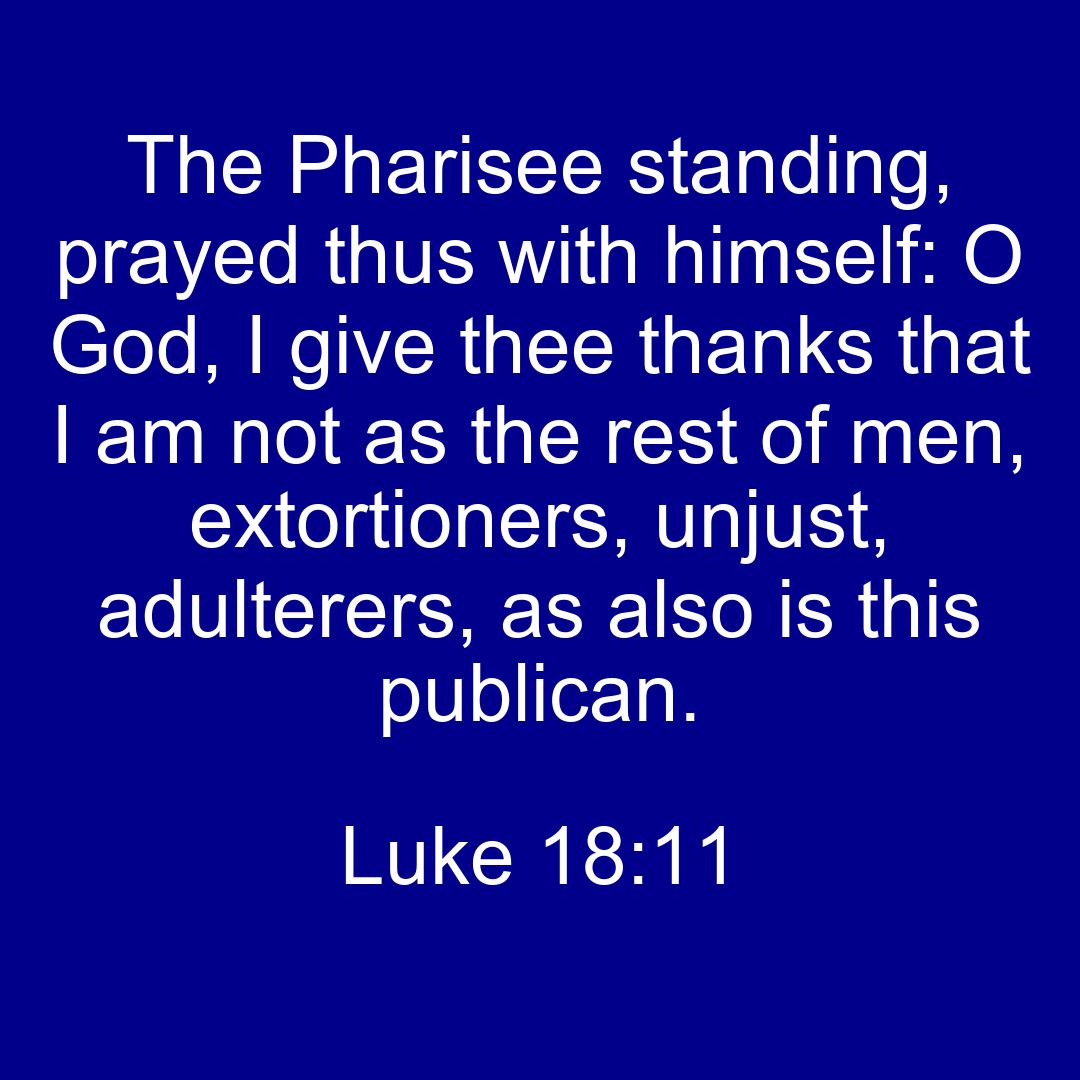 The Pharisee standing,
prayed thus with himself: O
God, I give thee thanks that
I am not as the rest of men,
extortioners, unjust,
adulterers, as also is this
publican.
Luke 18:11